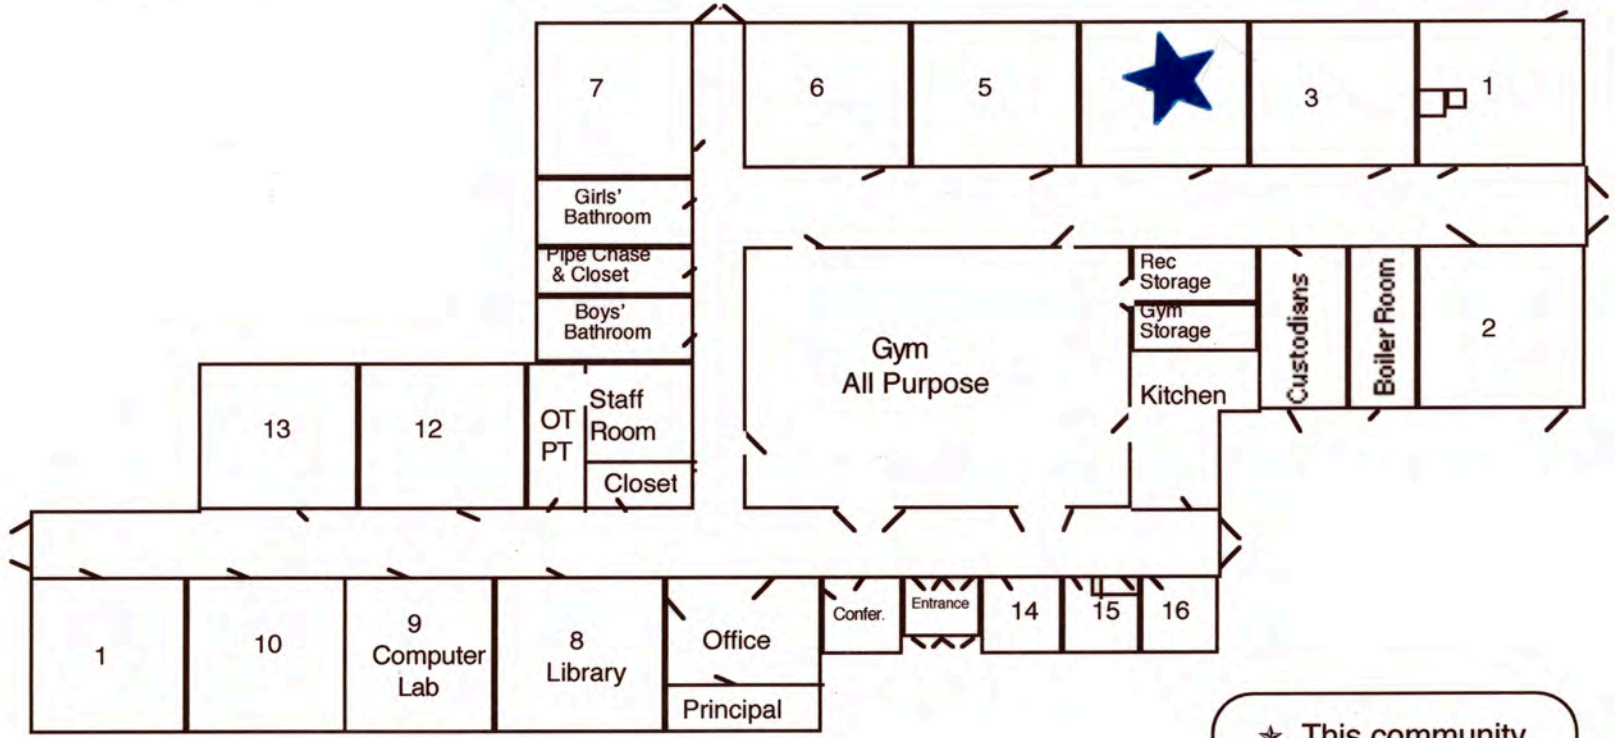 7
6
5
3
1
Girls'
Bathroom
Pipe Chase
& Closet
Boys'
Bathroom
Rec
Storage
Gym
Storage
Custodians
Boiler Room
2
Gym
All Purpose
Kitchen
13
12
OT
PT
Staff
Room
Closet
1
10
9
Computer
Lab
8
Library
Office
Principal
Confer.
Entrance
14
15
16
This community